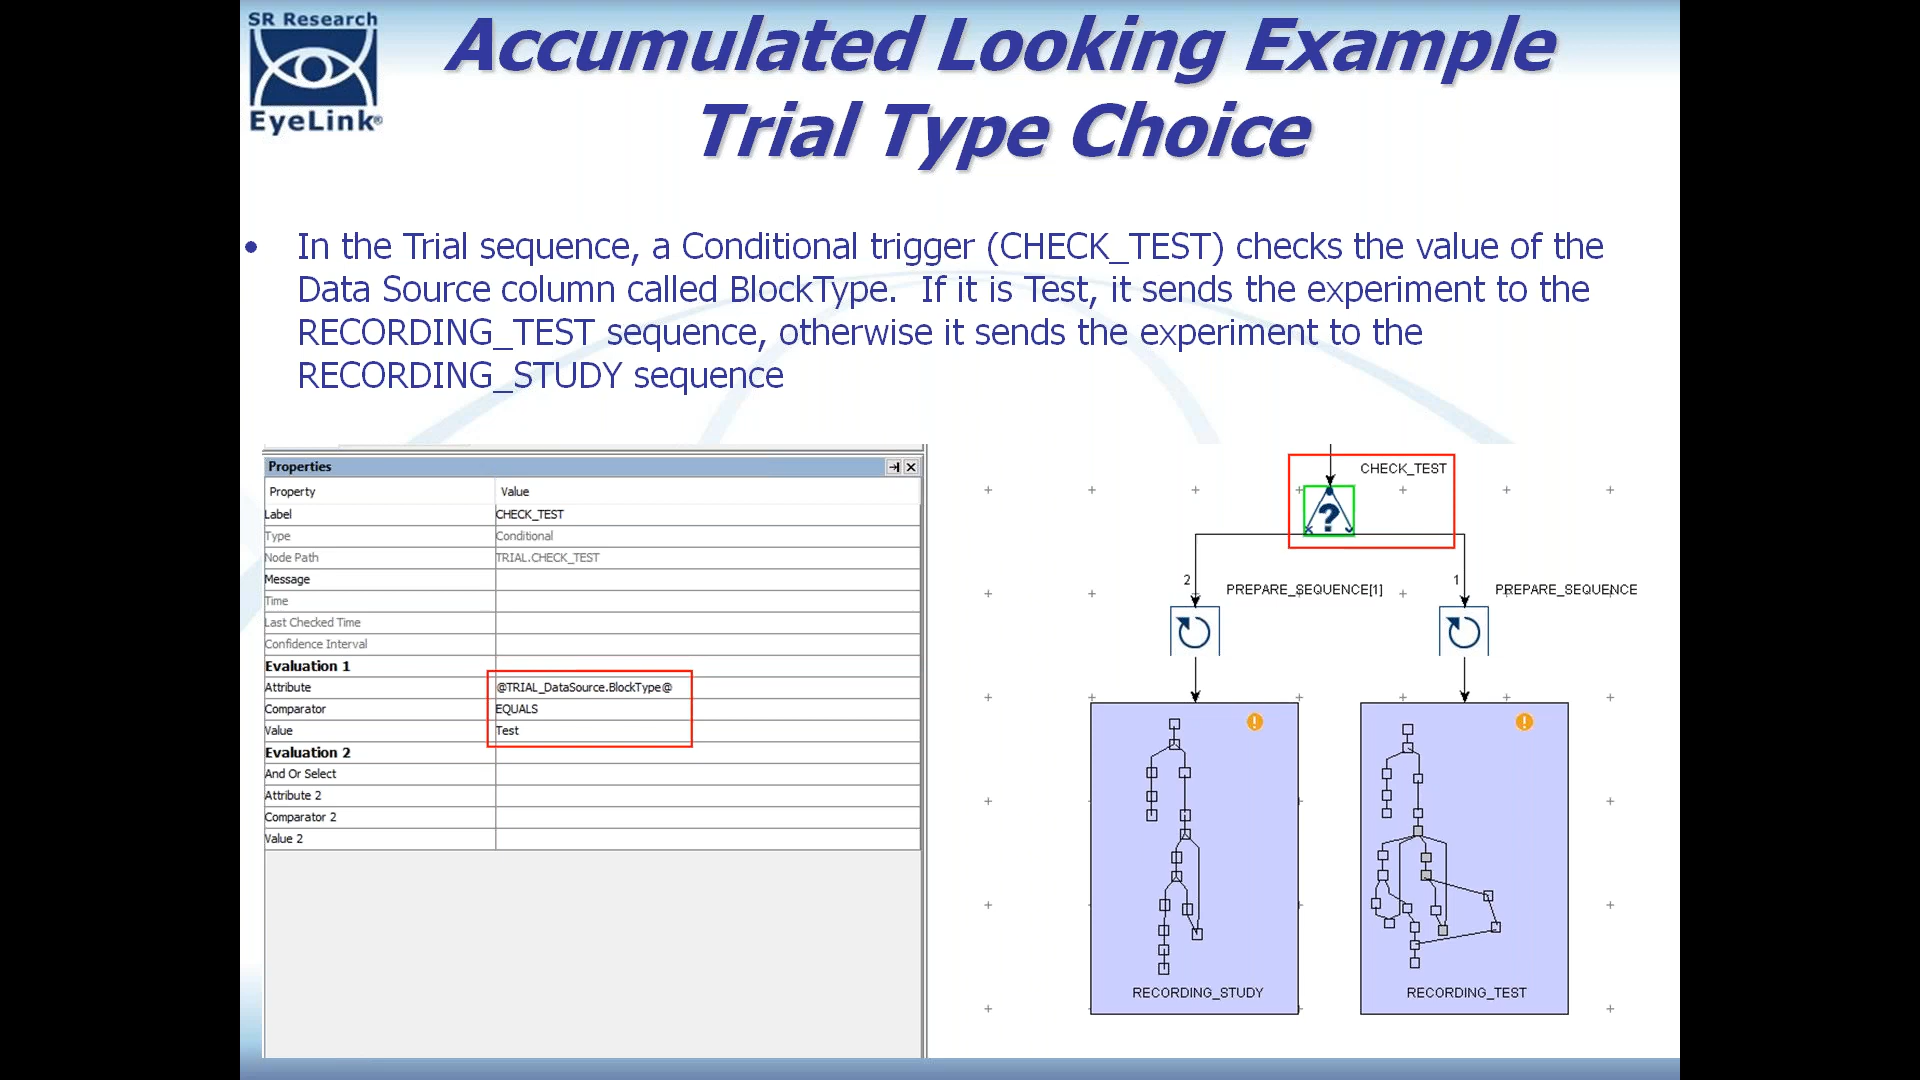 SR Research
EyeLink®
Accumulated Looking Example
Trial Type Choice
• In the Trial sequence, a Conditional trigger (CHECK_TEST) checks the value of the
Data Source column called BlockType.  If it is Test, it sends the experiment to the
RECORDING_TEST sequence, otherwise it sends the experiment to the
RECORDING_STUDY sequence
Properties
Property Value
Label CHECK_TEST
Type Conditional
Node Path TRIAL.CHECK_TEST
Message
Time
Last Checked Time
Confidence Interval
Evaluation 1
Attribute @TRIAL_DataSource.BlockType@
Comparator EQUALS
Value Test
Evaluation 2
And Or Select
Attribute 2
Comparator 2
Value 2
CHECK_TEST
?
2 PREPARE_SEQUENCE[1] 1 PREPARE_SEQUENCE
RECORDING_STUDY RECORDING_TEST